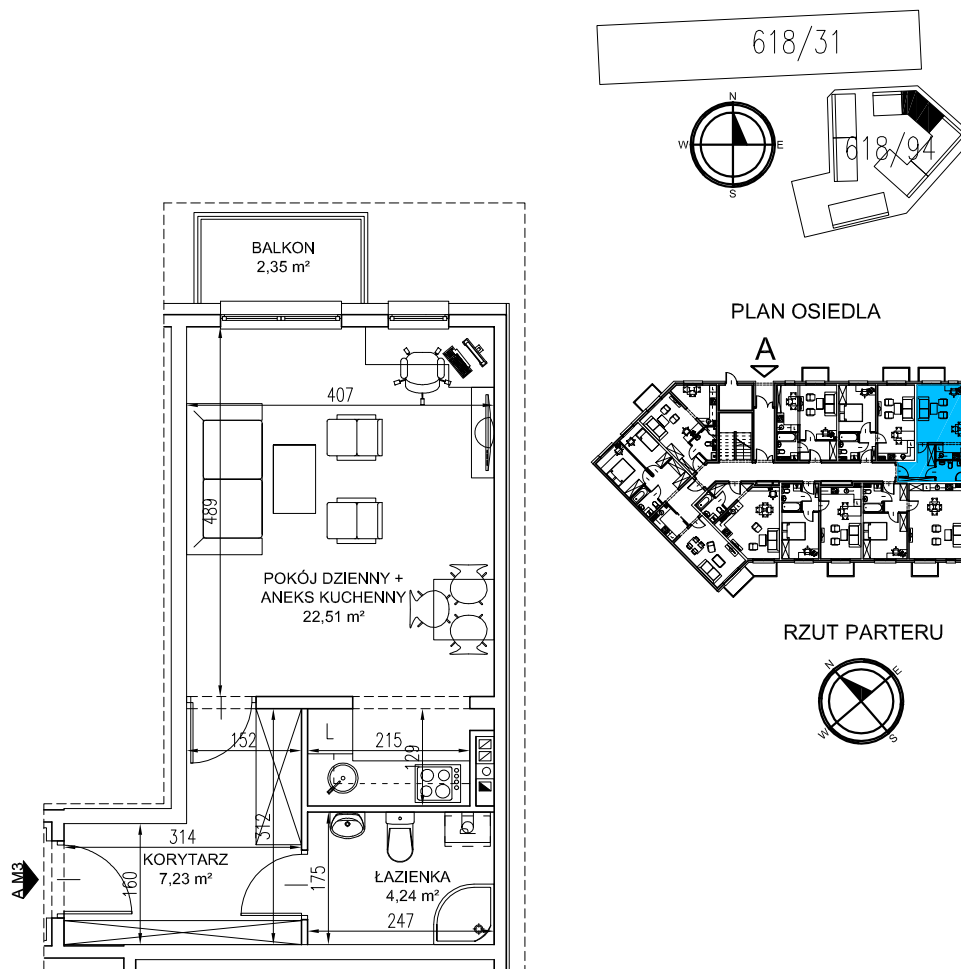 618/31
N
W
E
S
618/94
BALKON
2,35 m²
PLAN OSIEDLA
A
407
489
POKÓJ DZIENNY +
ANEKS KUCHENNY
22,51 m²
RZUT PARTERU
N
E
W
S
152
L
215
129
314
312
KORYTARZ
7,23 m²
160
175
ŁAZIENKA
4,24 m²
247
A.M3